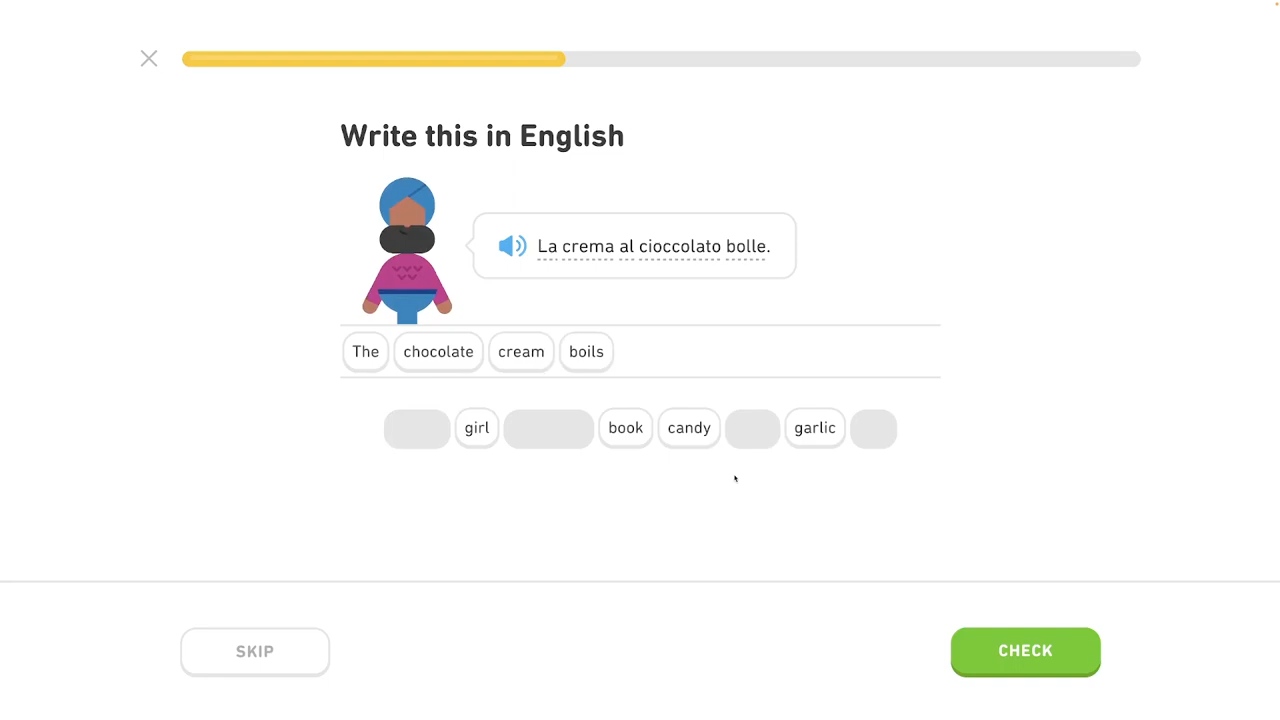 Write this in English
La crema al cioccolato bolle.
The chocolate cream boils
girl book candy garlic
SKIP CHECK